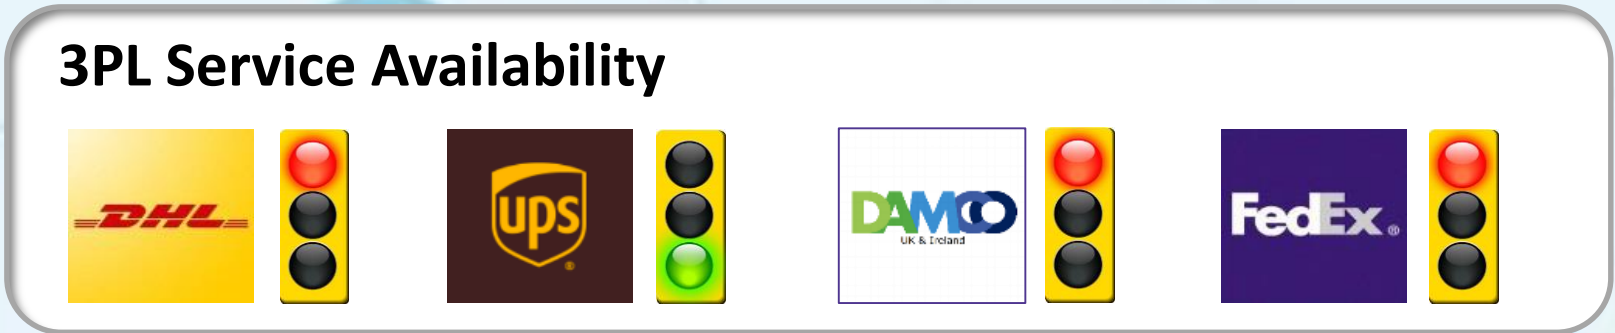 3PL Service Availability
DHL
ups
DAMCO
UK & Ireland
FedEx®